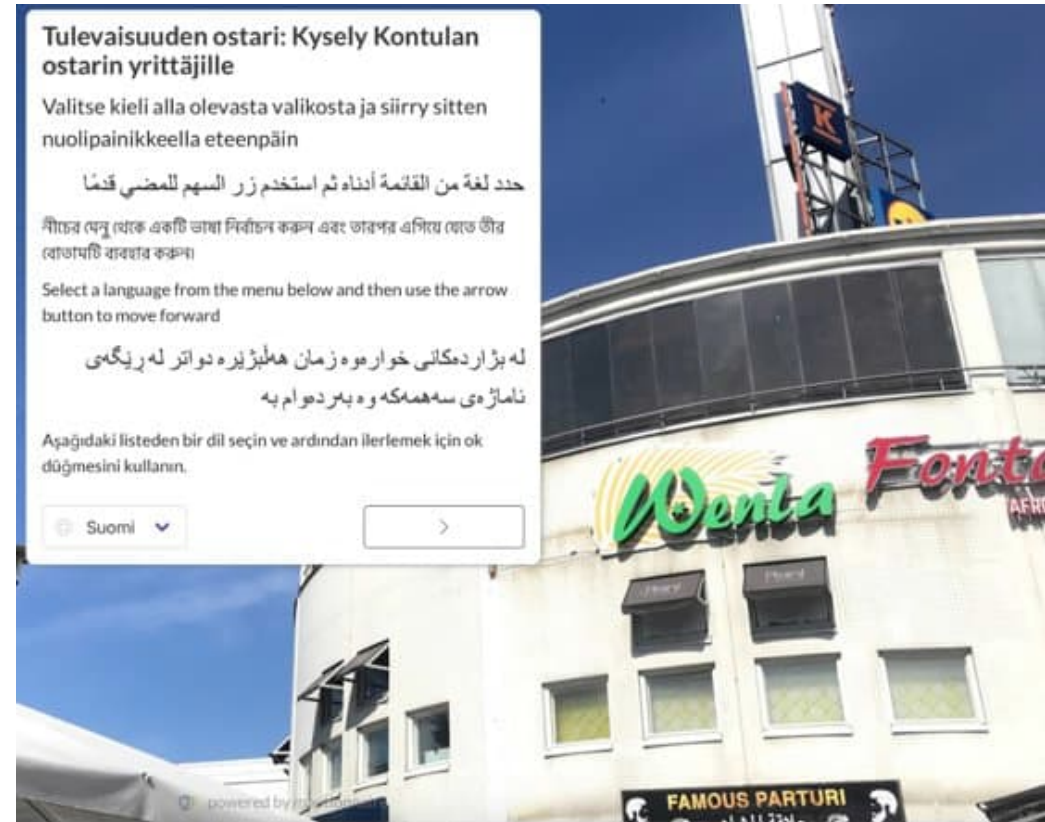 Tulevaisuuden ostari: Kysely Kontulan
ostarin yrittäjille
Valitse kieli alla olevasta valikosta ja siirry sitten
nuolipainikkeella eteenpäin
حدد لغة من القائمة أدناه ثم استخدم زر السهم للمضي قدمًا
নীচের মেনু থেকে একটি ভাষা নির্বাচন করুন এবং তারপর এগিয়ে যেতে তীর
বোতামটি ব্যবহার করুন।
Select a language from the menu below and then use the arrow
button to move forward
لە بژاردەکانی خوارەوە زمان هەڵبژێرە دواتر لە ڕێگەی
ئاماژەی سەهمەکە وە بەردەوام بە
Aşağıdaki listeden bir dil seçin ve ardından ilerlemek için ok
düğmesini kullanın.
Suomi
K
Wenla
Fonta
AFRI
powered by
FAMOUS PARTURI